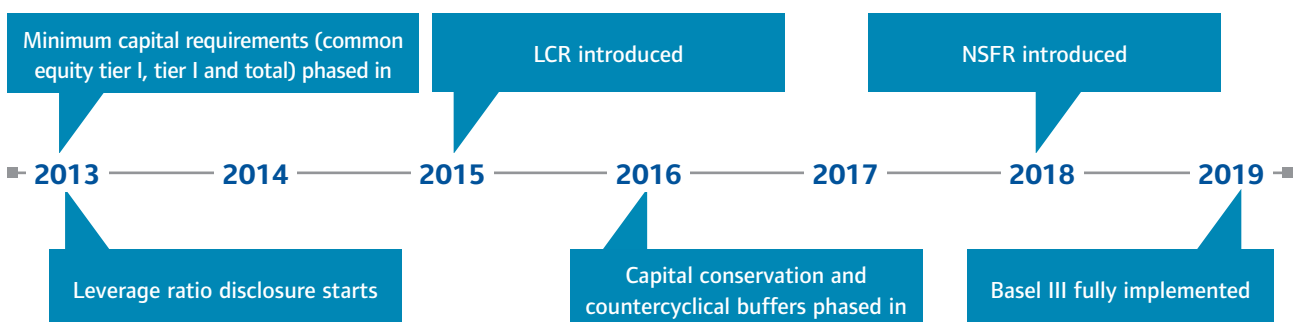 Minimum capital requirements (common
equity tier I, tier I and total) phased in
LCR introduced
NSFR introduced
2013
2014
2015
2016
2017
2018
2019
Leverage ratio disclosure starts
Capital conservation and
countercyclical buffers phased in
Basel III fully implemented